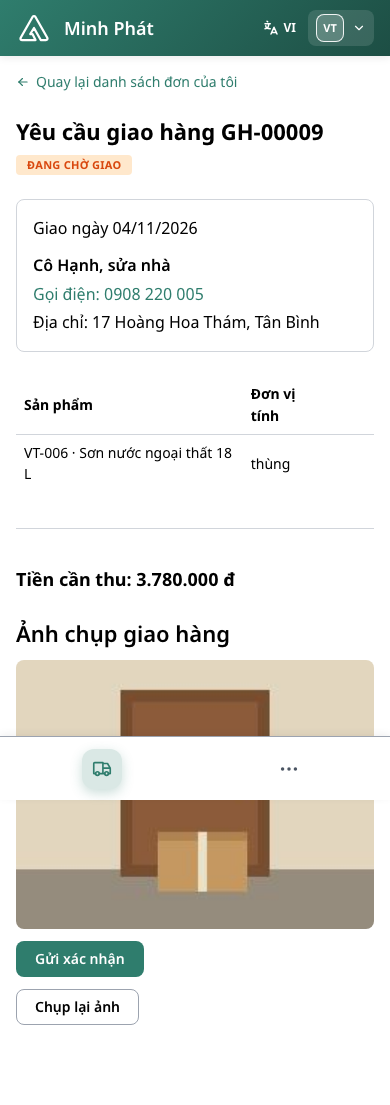 Minh Phát
VI
VT
Quay lại danh sách đơn của tôi
Yêu cầu giao hàng GH-00009
ĐANG CHỜ GIAO
Giao ngày 04/11/2026
Cô Hạnh, sửa nhà
Gọi điện: 0908 220 005
Địa chỉ: 17 Hoàng Hoa Thám, Tân Bình
Sản phẩm
Đơn vị
tính
VT-006 · Sơn nước ngoại thất 18
L
thùng
Tiền cần thu: 3.780.000 đ
Ảnh chụp giao hàng
Gửi xác nhận
Chụp lại ảnh